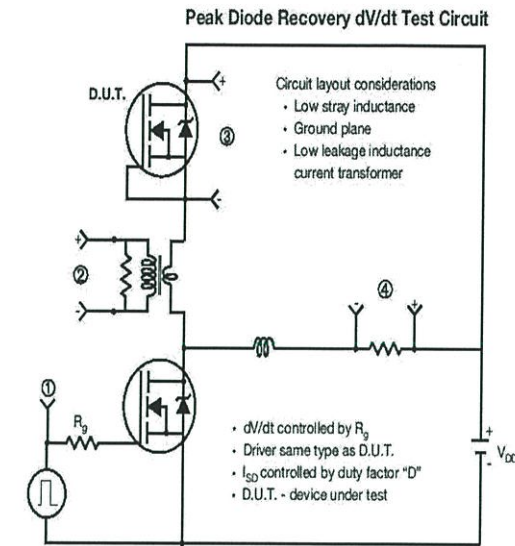 Peak Diode Recovery dV/dt Test Circuit
+
D.U.T.
Circuit layout considerations
• Low stray inductance
• Ground plane
• Low leakage inductance
current transformer
③
-
+
②
-
④
- +
①
Rg
• dV/dt controlled by Rg
• Driver same type as D.U.T.
• ISD controlled by duty factor "D"
• D.U.T. - device under test
+
VDD
-